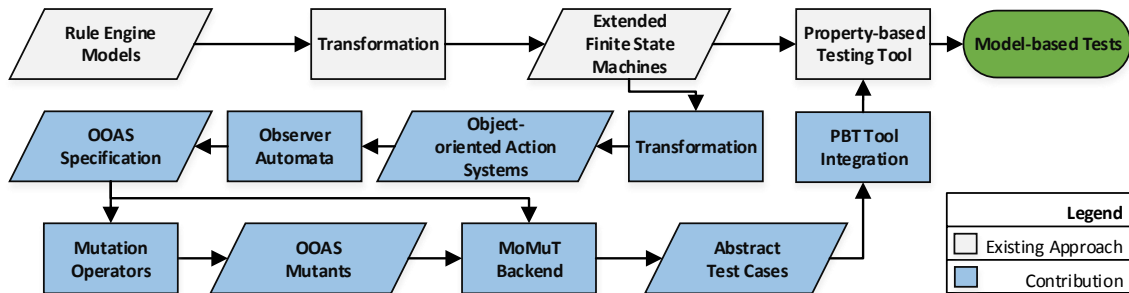 Rule Engine
Models
Transformation
Extended
Finite State
Machines
Property-based
Testing Tool
Model-based Tests
OOAS
Specification
Observer
Automata
Object-
oriented Action
Systems
Transformation
PBT Tool
Integration
Mutation
Operators
OOAS
Mutants
MoMuT
Backend
Abstract
Test Cases
Legend
Existing Approach
Contribution